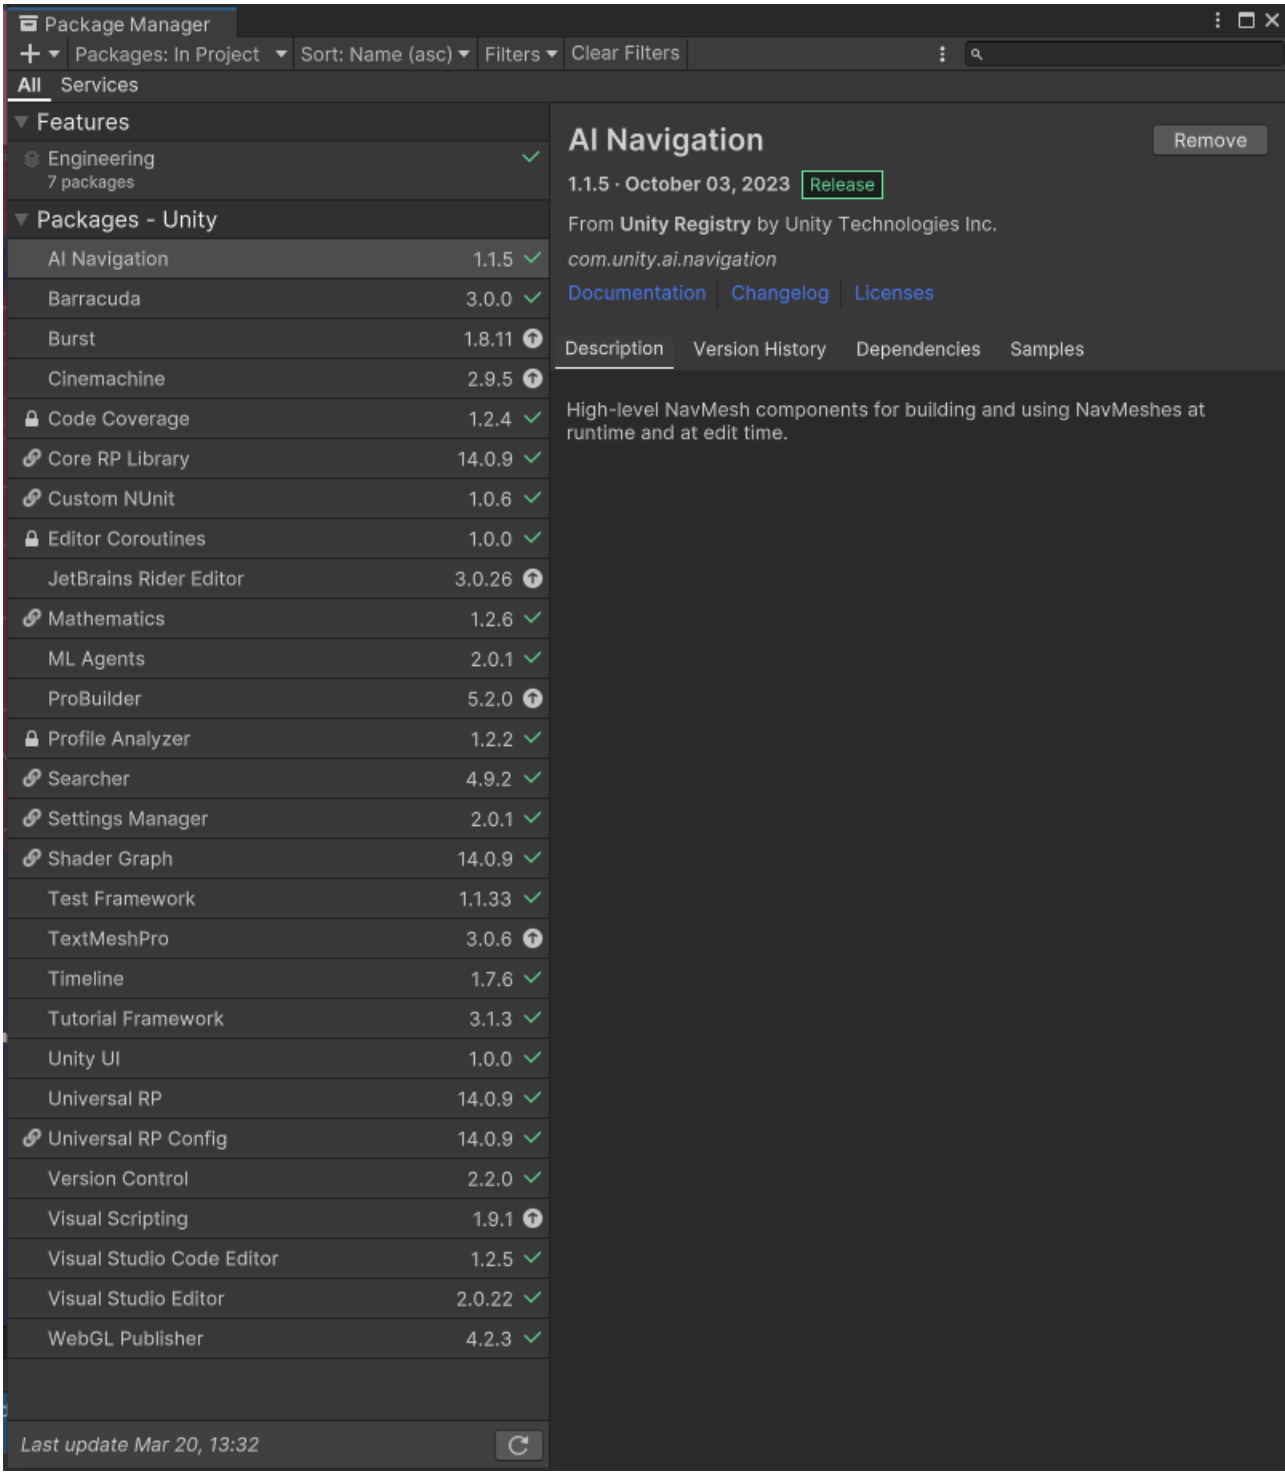 Package Manager
Packages: In Project
Sort: Name (asc)
Filters
Clear Filters
All
Services
Features
Engineering
7 packages
Packages - Unity
AI Navigation 1.1.5
Barracuda 3.0.0
Burst 1.8.11
Cinemachine 2.9.5
Code Coverage 1.2.4
Core RP Library 14.0.9
Custom NUnit 1.0.6
Editor Coroutines 1.0.0
JetBrains Rider Editor 3.0.26
Mathematics 1.2.6
ML Agents 2.0.1
ProBuilder 5.2.0
Profile Analyzer 1.2.2
Searcher 4.9.2
Settings Manager 2.0.1
Shader Graph 14.0.9
Test Framework 1.1.33
TextMeshPro 3.0.6
Timeline 1.7.6
Tutorial Framework 3.1.3
Unity UI 1.0.0
Universal RP 14.0.9
Universal RP Config 14.0.9
Version Control 2.2.0
Visual Scripting 1.9.1
Visual Studio Code Editor 1.2.5
Visual Studio Editor 2.0.22
WebGL Publisher 4.2.3
Last update Mar 20, 13:32
AI Navigation
Remove
1.1.5 · October 03, 2023 Release
From Unity Registry by Unity Technologies Inc.
com.unity.ai.navigation
Documentation Changelog Licenses
Description Version History Dependencies Samples
High-level NavMesh components for building and using NavMeshes at
runtime and at edit time.